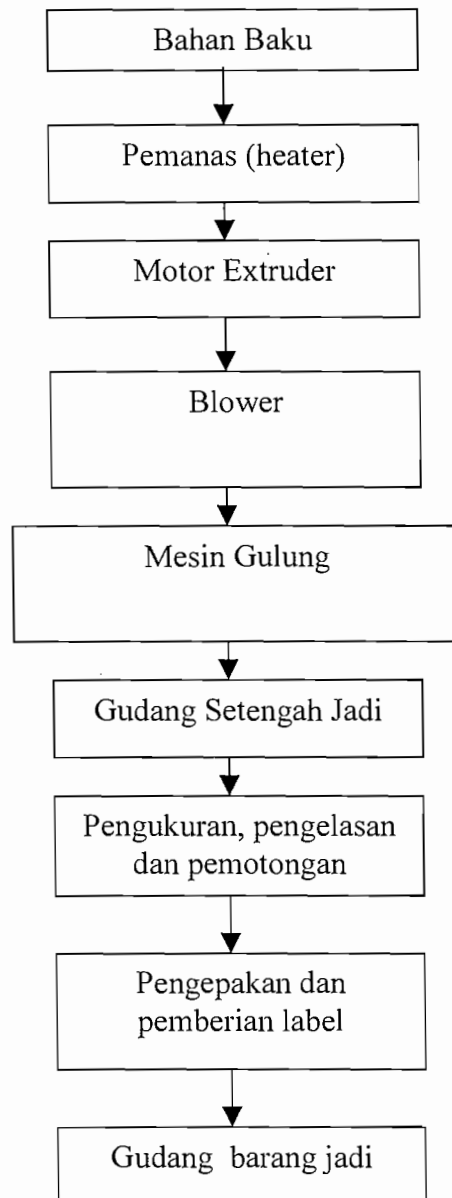 Bahan Baku
Pemanas (heater)
Motor Extruder
Blower
Mesin Gulung
Gudang Setengah Jadi
Pengukuran, pengelasan
dan pemotongan
Pengepakan dan
pemberian label
Gudang barang jadi